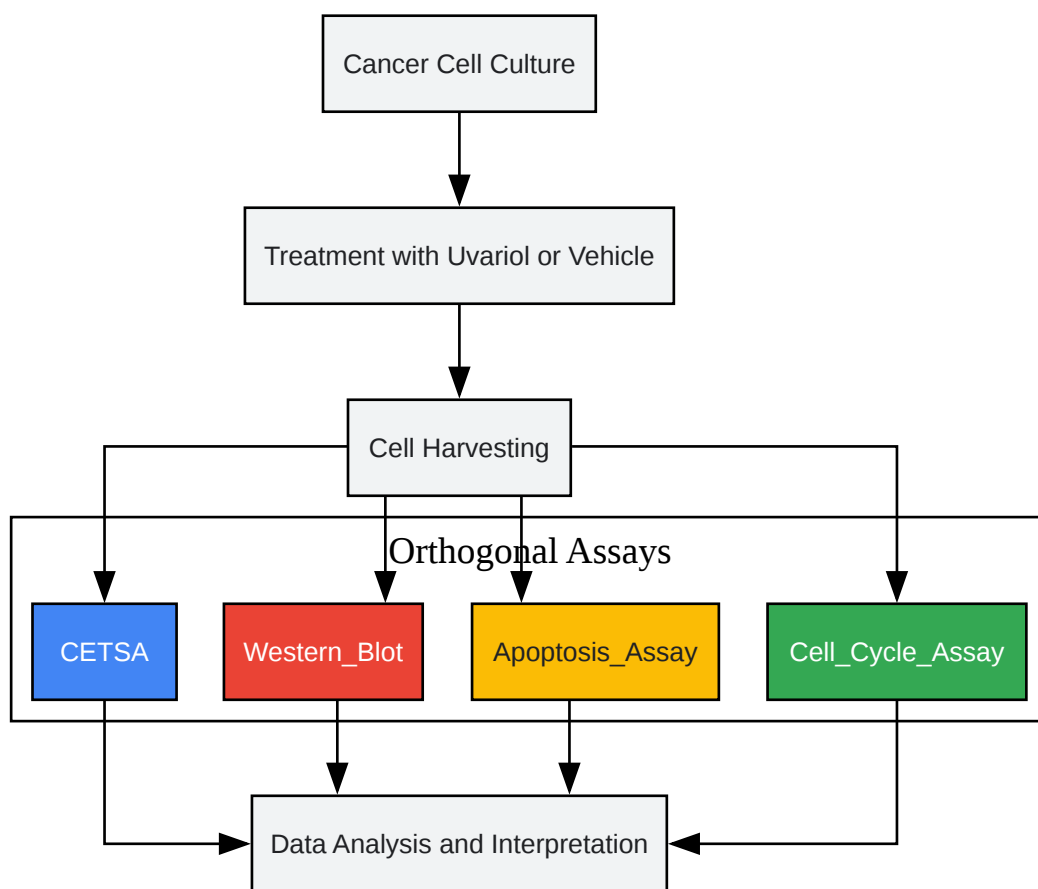 Cancer Cell Culture
Treatment with Uvariol or Vehicle
Cell Harvesting
Orthogonal Assays
CETSA
Western_Blot
Apoptosis_Assay
Cell_Cycle_Assay
Data Analysis and Interpretation